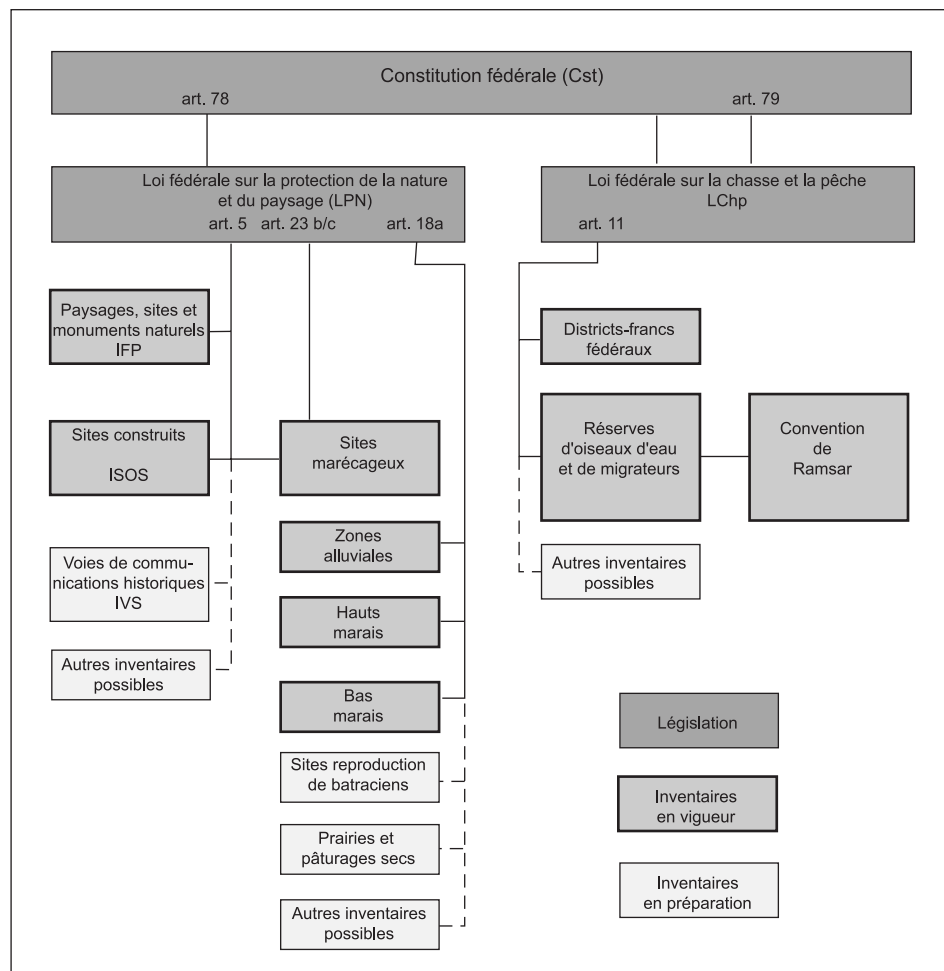 Constitution fédérale (Cst)
art. 78
art. 79
Loi fédérale sur la protection de la nature
et du paysage (LPN)
art. 5
art. 23 b/c
art. 18a
Loi fédérale sur la chasse et la pêche
LChp
art. 11
Paysages, sites et
monuments naturels
IFP
Sites construits
ISOS
Voies de commu-
nications historiques
IVS
Autres inventaires
possibles
Sites
marécageux
Zones
alluviales
Hauts
marais
Bas
marais
Sites reproduction
de batraciens
Prairies et
pâturages secs
Autres inventaires
possibles
Districts-francs
fédéraux
Réserves
d'oiseaux d'eau
et de migrateurs
Convention
de
Ramsar
Autres inventaires
possibles
Législation
Inventaires
en vigueur
Inventaires
en préparation